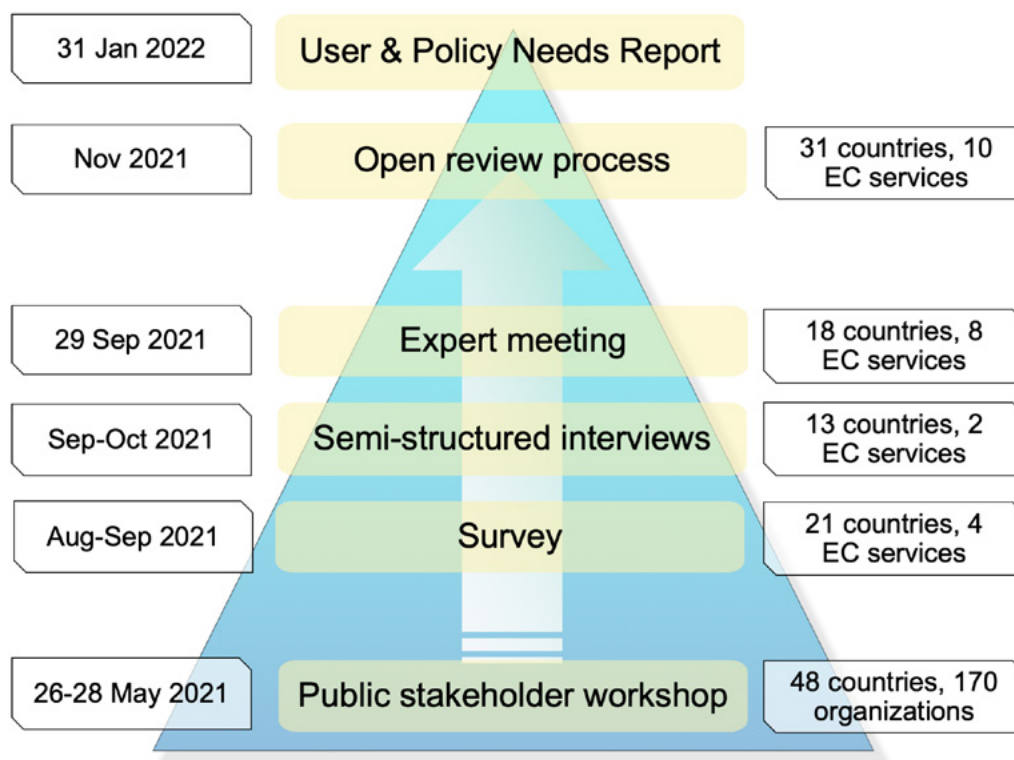 31 Jan 2022
User & Policy Needs Report
Nov 2021
Open review process
31 countries, 10
EC services
29 Sep 2021
Expert meeting
18 countries, 8
EC services
Sep-Oct 2021
Semi-structured interviews
13 countries, 2
EC services
Aug-Sep 2021
Survey
21 countries, 4
EC services
26-28 May 2021
Public stakeholder workshop
48 countries, 170
organizations